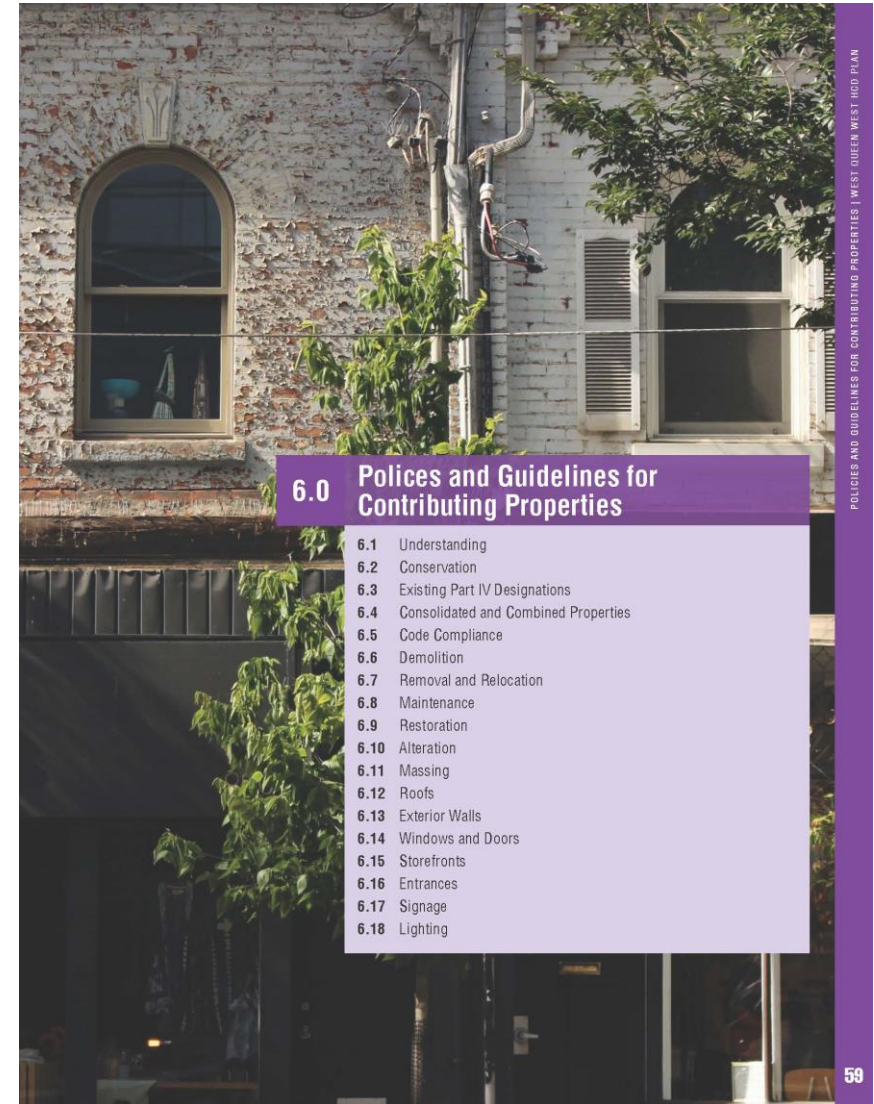 POLICIES AND GUIDELINES FOR CONTRIBUTING PROPERTIES | WEST QUEEN WEST HCD PLAN
6.0 Polices and Guidelines for
Contributing Properties
6.1 Understanding
6.2 Conservation
6.3 Existing Part IV Designations
6.4 Consolidated and Combined Properties
6.5 Code Compliance
6.6 Demolition
6.7 Removal and Relocation
6.8 Maintenance
6.9 Restoration
6.10 Alteration
6.11 Massing
6.12 Roofs
6.13 Exterior Walls
6.14 Windows and Doors
6.15 Storefronts
6.16 Entrances
6.17 Signage
6.18 Lighting
59